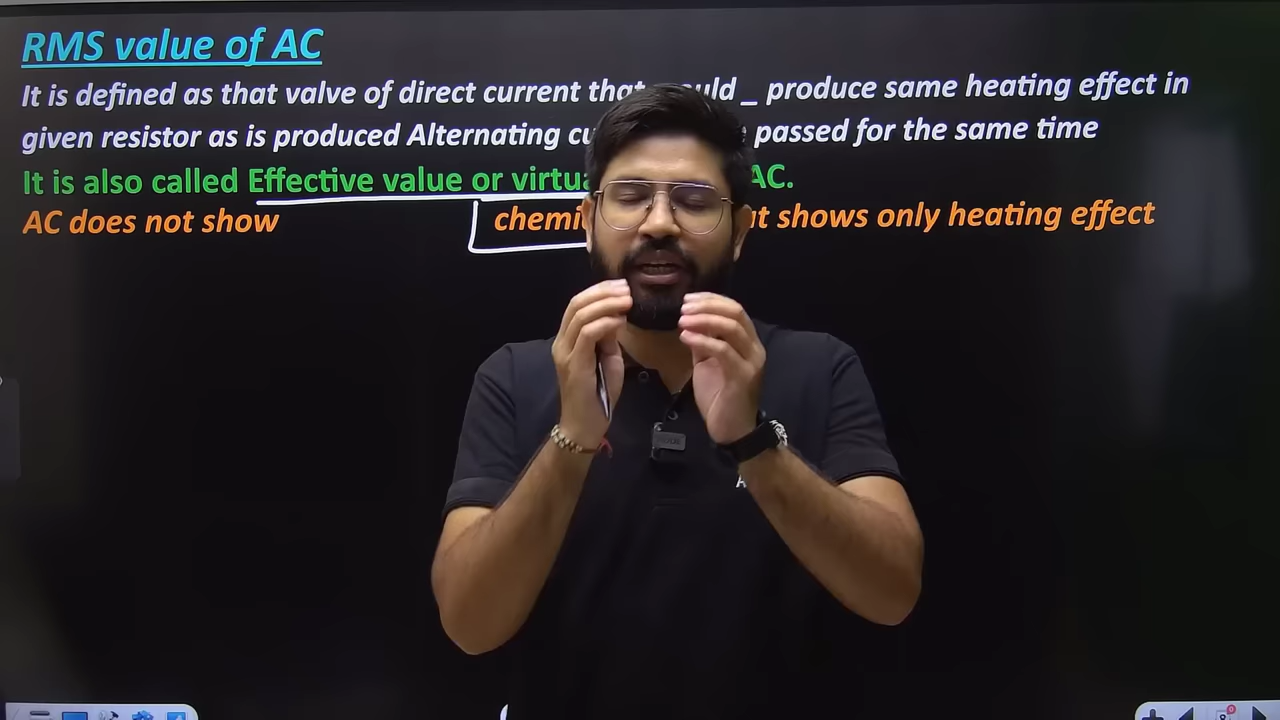 RMS value of AC
It is defined as that valve of direct current that _ produce same heating effect in
given resistor as is produced Alternating passed for the same time
It is also called Effective value or AC.
AC does not show shows only heating effect